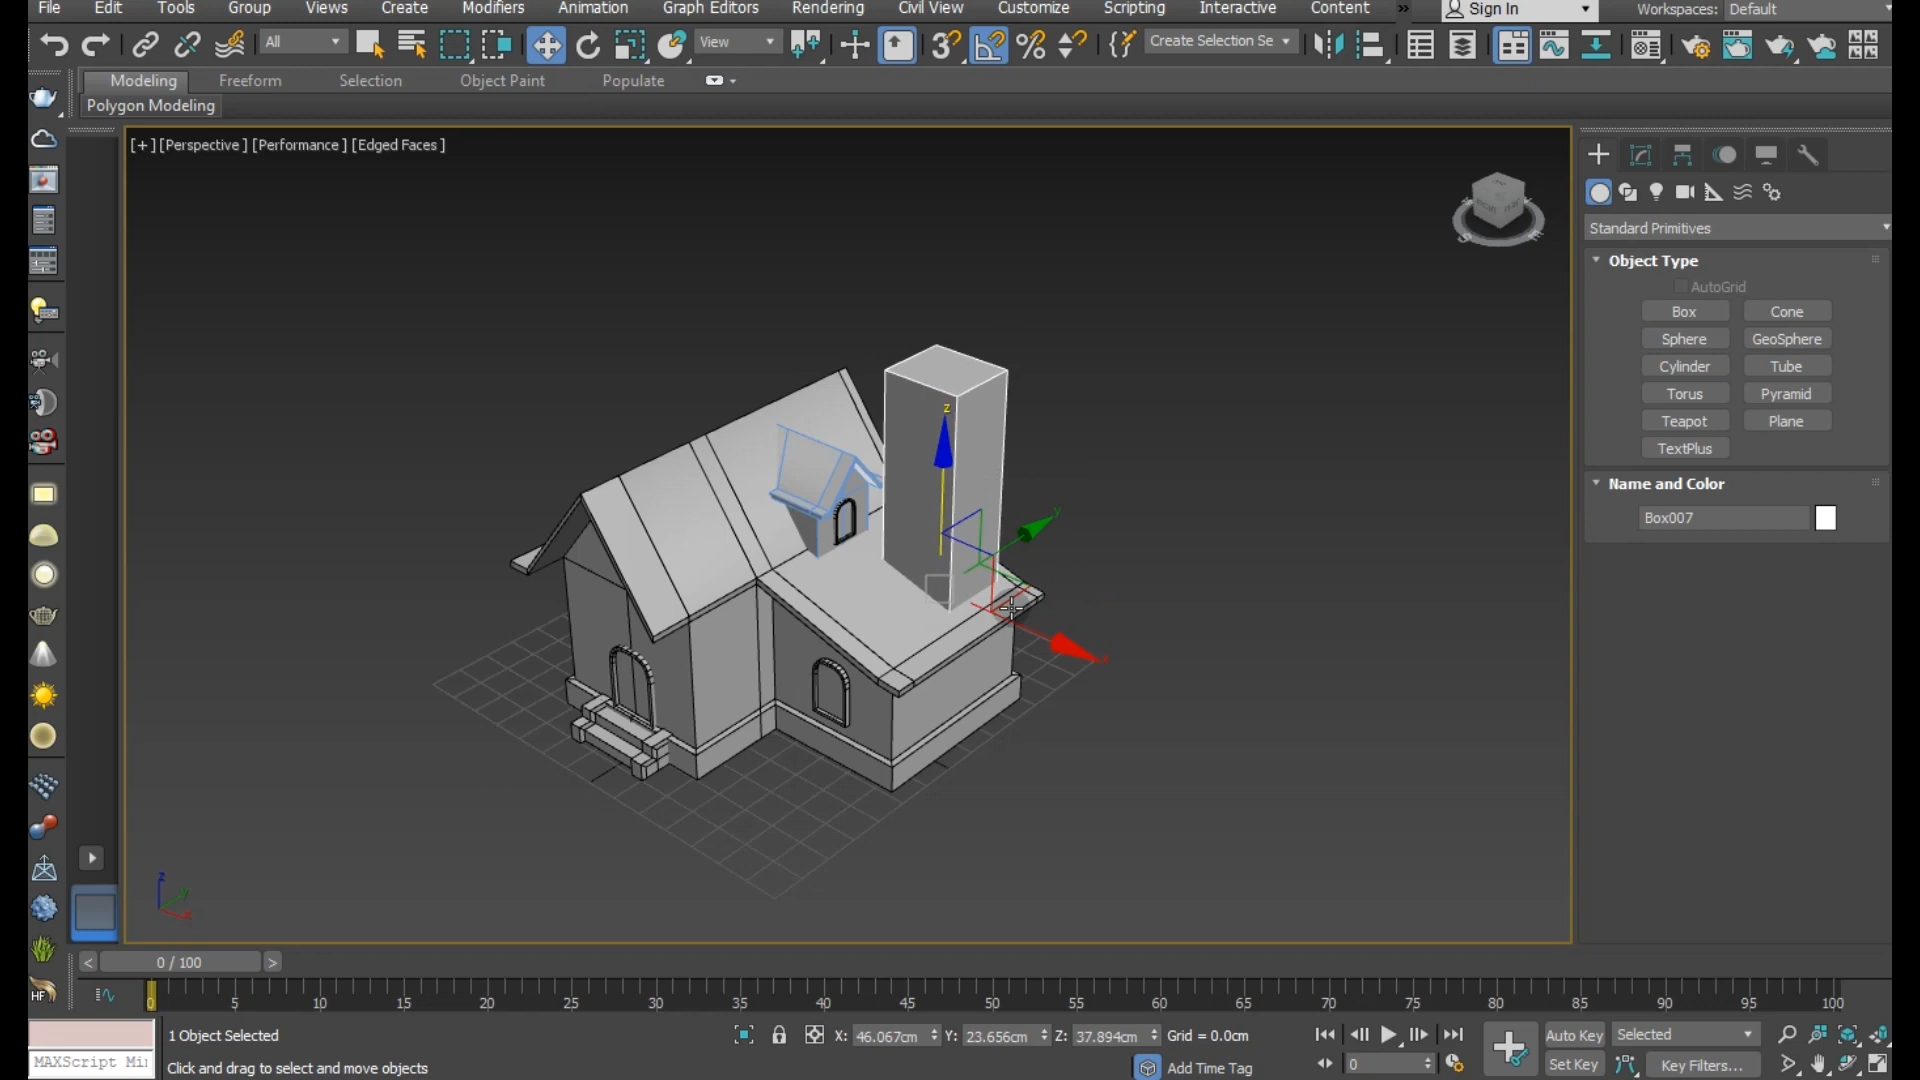 File Edit Tools Group Views Create Modifiers Animation Graph Editors Rendering Civil View Customize Scripting Interactive Content » Sign In Workspaces: Default
All View Create Selection Se
Modeling Freeform Selection Object Paint Populate
Polygon Modeling
[+] [Perspective ] [Performance ] [Edged Faces ]
Standard Primitives
Object Type
AutoGrid
Box Cone
Sphere GeoSphere
Cylinder Tube
Torus Pyramid
Teapot Plane
TextPlus
Name and Color
Box007
z
y
x
z
HF
< 0 / 100 >
0 5 10 15 20 25 30 35 40 45 50 55 60 65 70 75 80 85 90 95 100
1 Object Selected X: 46.067cm Y: 23.656cm Z: 37.894cm Grid = 0.0cm Auto Key Selected
MAXScript Mi Click and drag to select and move objects Add Time Tag 0 Set Key Key Filters...